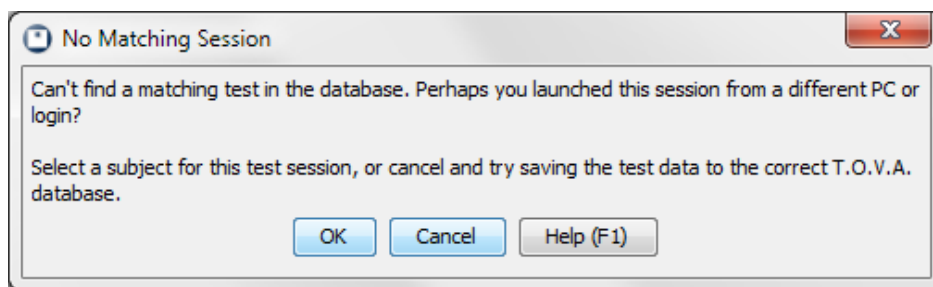 No Matching Session
Can't find a matching test in the database. Perhaps you launched this session from a different PC or
login?
Select a subject for this test session, or cancel and try saving the test data to the correct T.O.V.A.
database.
OK Cancel Help (F1)